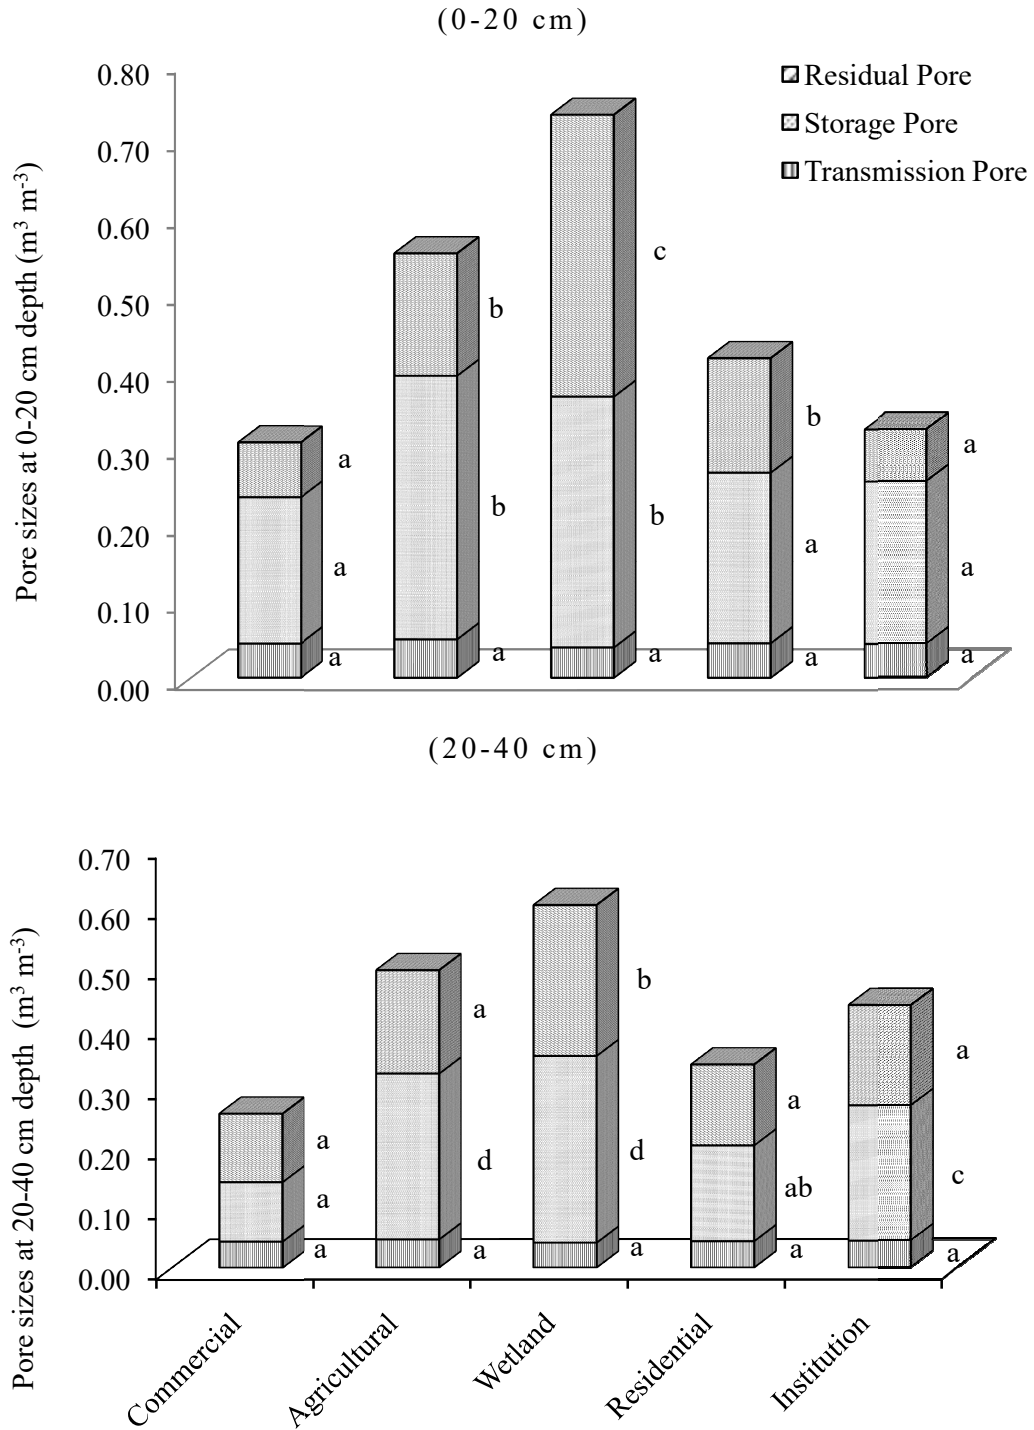 (0-20 cm)
Residual Pore
Storage Pore
Transmission Pore
Pore sizes at 0-20 cm depth (m³ m⁻³)
0.80
0.70
0.60
0.50
0.40
0.30
0.20
0.10
0.00
a
a
a
b
b
a
c
b
a
b
a
a
a
a
a
(20-40 cm)
Pore sizes at 20-40 cm depth (m³ m⁻³)
0.70
0.60
0.50
0.40
0.30
0.20
0.10
0.00
a
a
a
a
d
a
b
d
a
a
ab
a
a
c
a
Commercial
Agricultural
Wetland
Residential
Institution